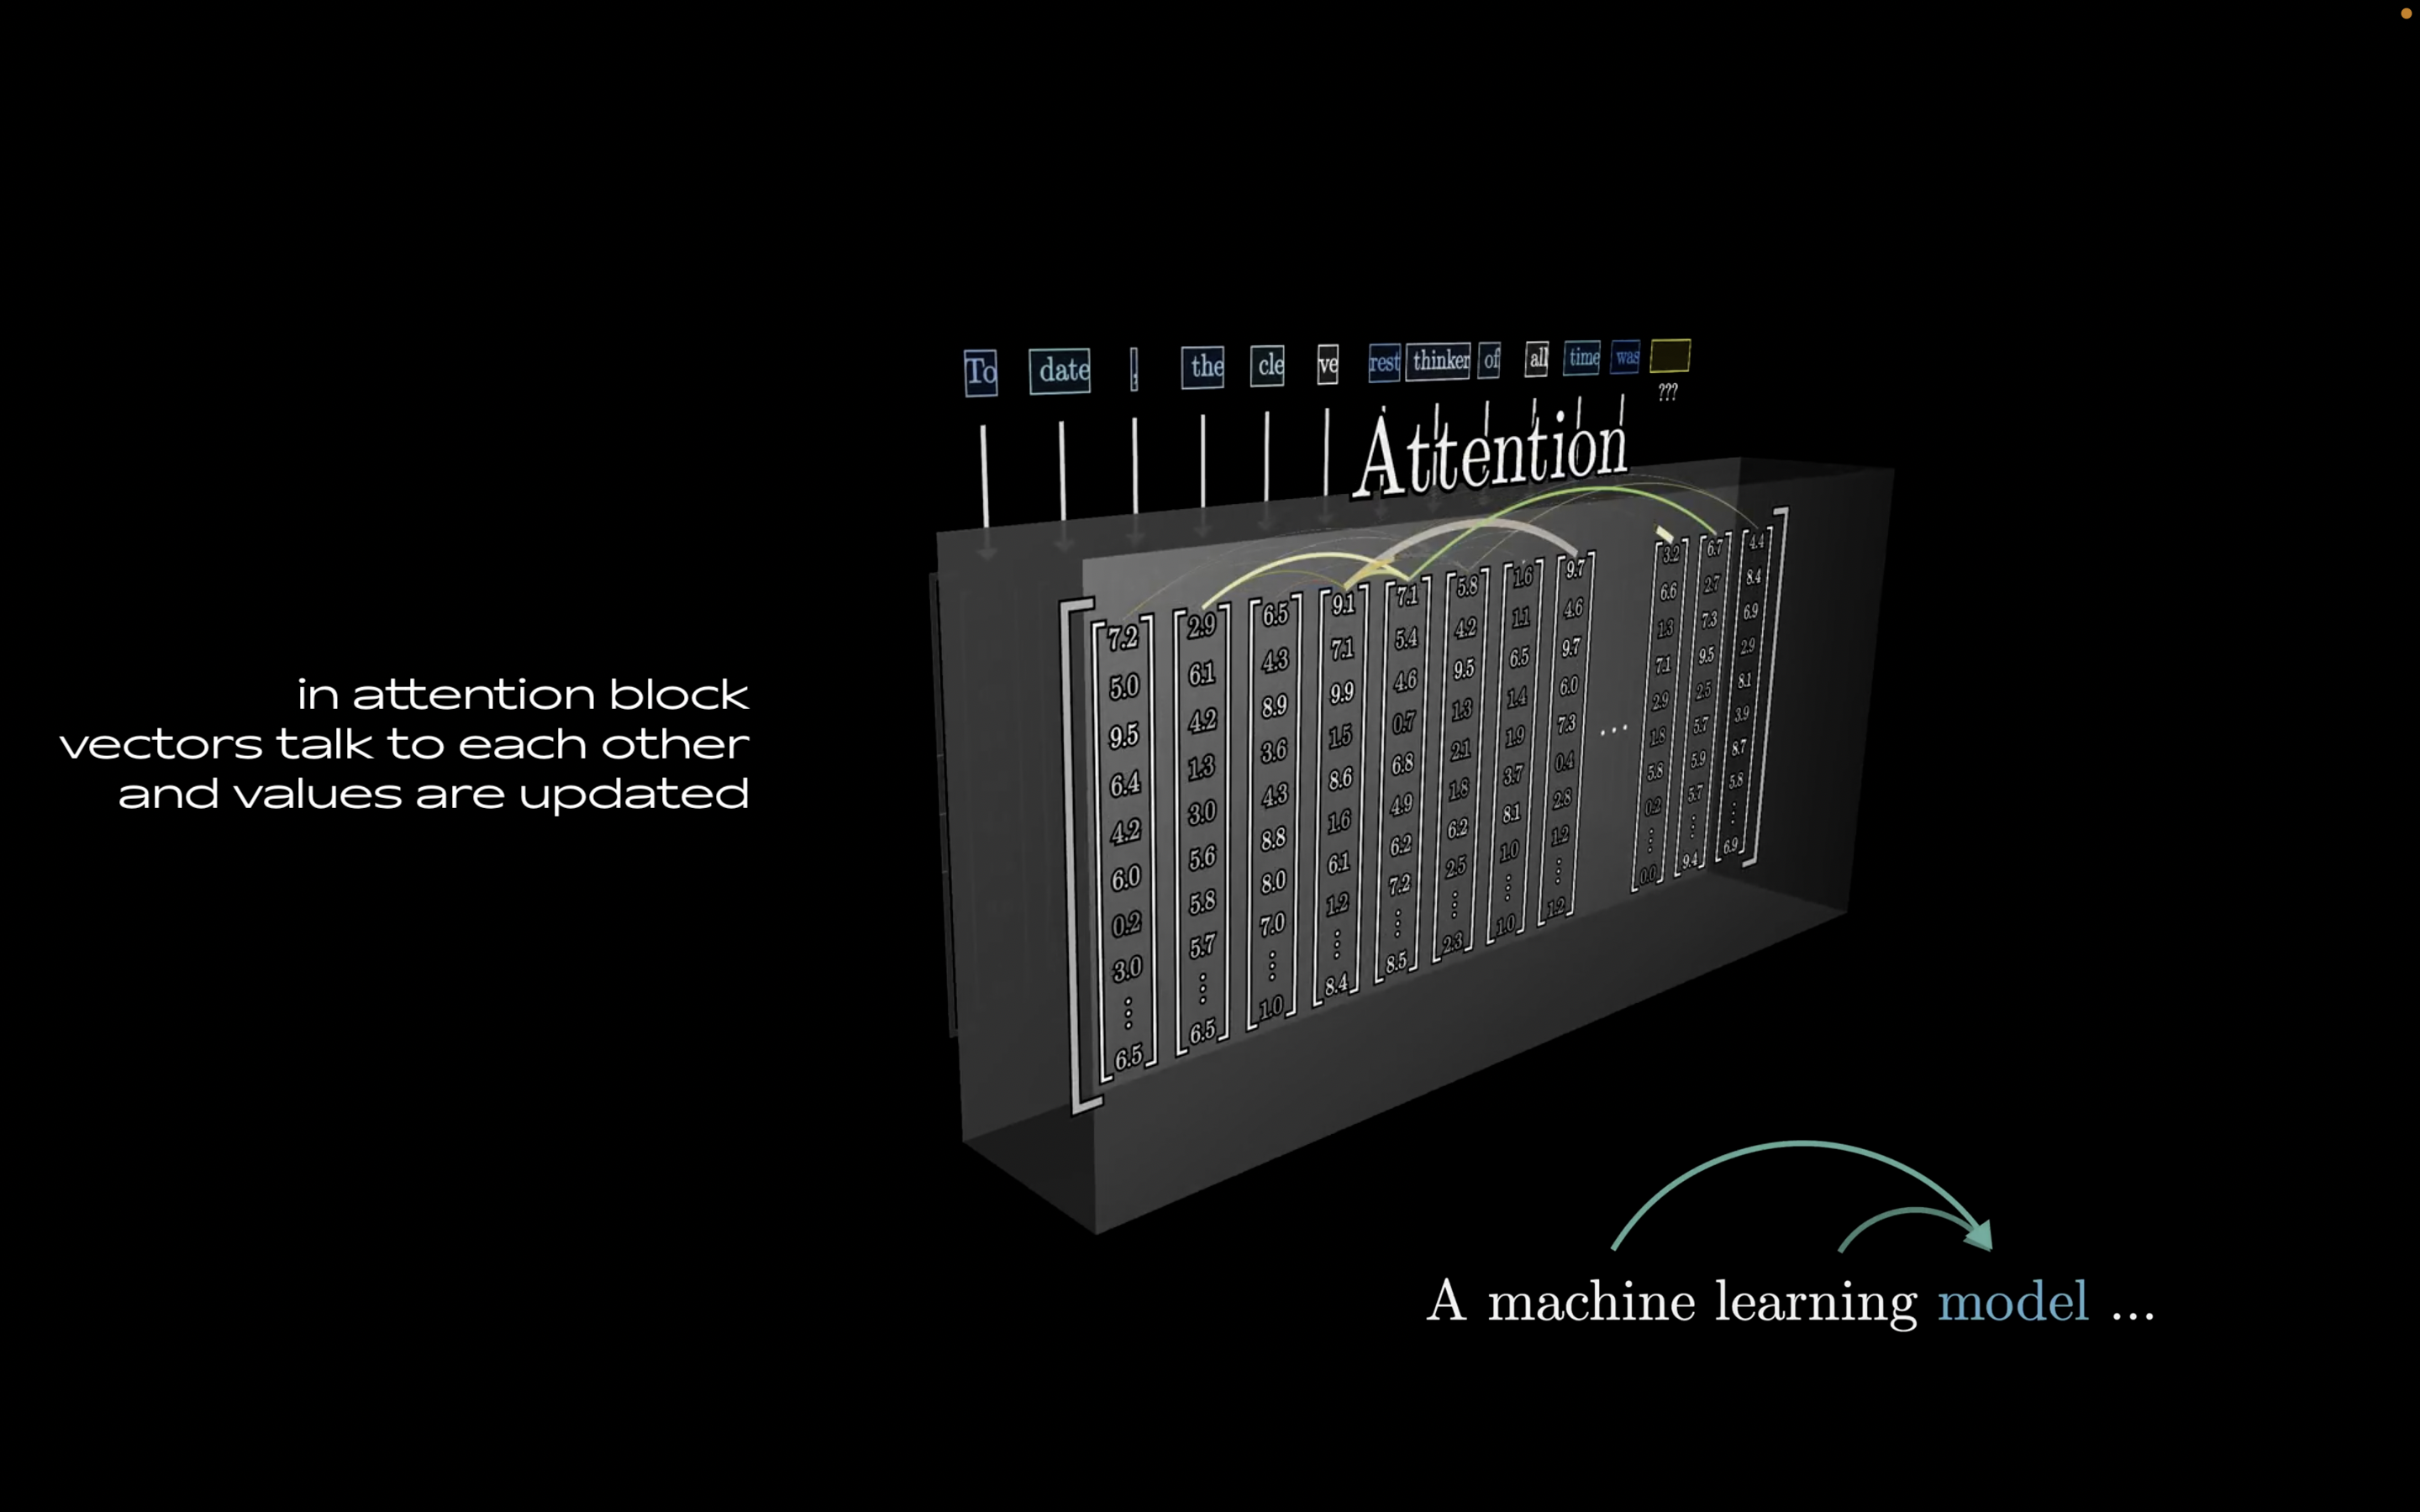 To date , the cle ve rest thinker of all time was
???
Attention
in attention block
vectors talk to each other
and values are updated
7.2 2.9 6.5 9.1 7.1 5.8 1.6 9.7 3.2 6.7 4.4
5.0 6.1 4.3 7.1 5.4 4.2 1.1 4.6 6.6 2.7 8.4
9.5 4.2 8.9 9.9 4.6 9.5 6.5 9.7 1.3 7.3 6.9
6.4 1.3 3.6 1.5 0.7 1.3 1.4 6.0 7.1 9.5 2.9
4.2 3.0 4.3 8.6 6.8 2.1 1.9 7.3 ... 2.9 2.5 8.1
6.0 5.6 8.8 1.6 4.9 1.8 3.7 0.4 1.8 5.7 3.9
0.2 5.8 8.0 6.1 6.2 6.2 8.1 2.8 5.8 5.9 8.7
3.0 5.7 7.0 1.2 7.2 2.5 1.0 1.2 0.2 5.7 5.8
⋮ ⋮ ⋮ ⋮ ⋮ ⋮ ⋮ ⋮ ⋮ ⋮ ⋮
6.5 6.5 1.0 8.4 8.5 2.3 1.0 1.2 0.0 9.4 6.9
A machine learning model ...